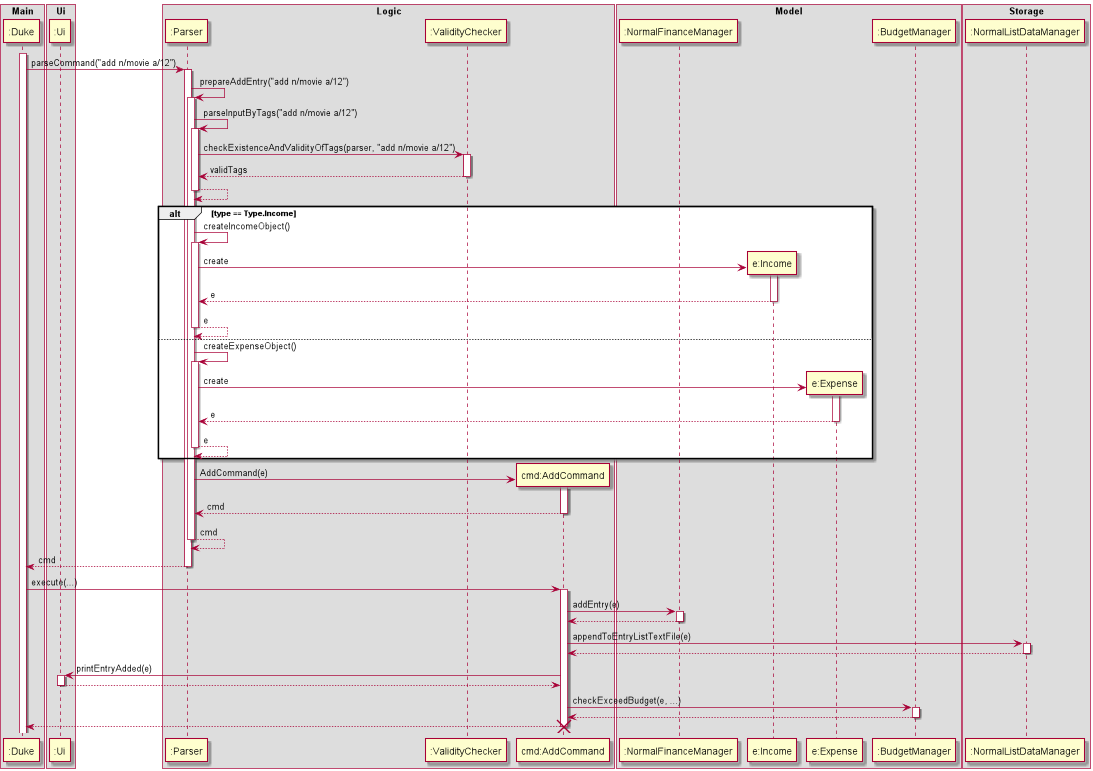 Main Ui Logic Model Storage
:Duke :Ui :Parser :ValidityChecker :NormalFinanceManager :BudgetManager :NormalListDataManager
parseCommand("add n/movie a/12")
prepareAddEntry("add n/movie a/12")
parseInputByTags("add n/movie a/12")
checkExistenceAndValidityOfTags(parser, "add n/movie a/12")
validTags
alt [type == Type.Income]
createIncomeObject()
create e:Income
e
e
createExpenseObject()
create e:Expense
e
e
AddCommand(e) cmd:AddCommand
cmd
cmd
cmd
execute(...)
addEntry(e)
appendToEntryListTextFile(e)
printEntryAdded(e)
checkExceedBudget(e, ...)
:Duke :Ui :Parser :ValidityChecker cmd:AddCommand :NormalFinanceManager e:Income e:Expense :BudgetManager :NormalListDataManager